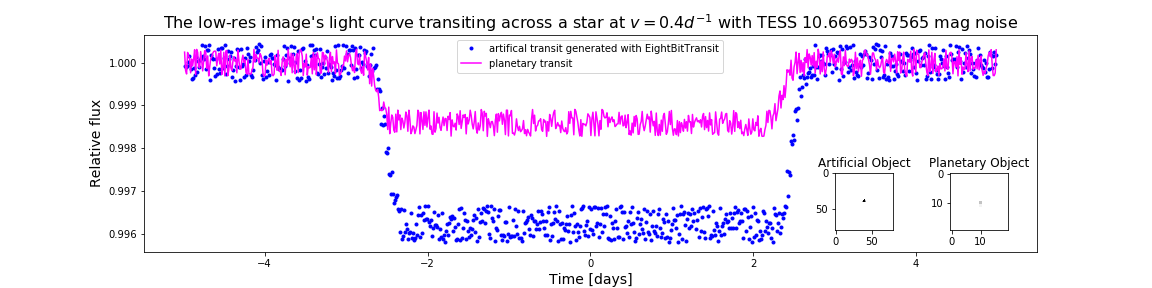 The low-res image's light curve transiting across a star at v = 0.4d⁻¹ with TESS 10.6695307565 mag noise
artifical transit generated with EightBitTransit
planetary transit
Relative flux
1.000
0.999
0.998
0.997
0.996
Artificial Object
0
50
0 50
Planetary Object
0
10
0 10
−4 −2 0 2 4
Time [days]